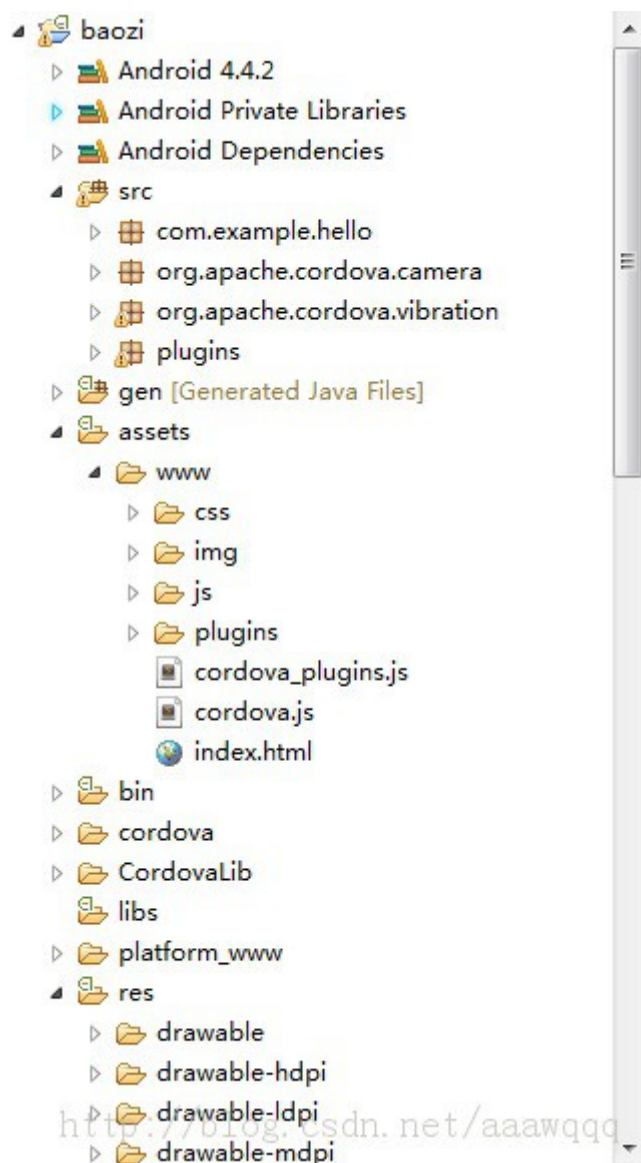 baozi
Android 4.4.2
Android Private Libraries
Android Dependencies
src
com.example.hello
org.apache.cordova.camera
org.apache.cordova.vibration
plugins
gen [Generated Java Files]
assets
www
css
img
js
plugins
cordova_plugins.js
cordova.js
index.html
bin
cordova
CordovaLib
libs
platform_www
res
drawable
drawable-hdpi
drawable-ldpi
http://blog.csdn.net/aaawqqq
drawable-mdpi